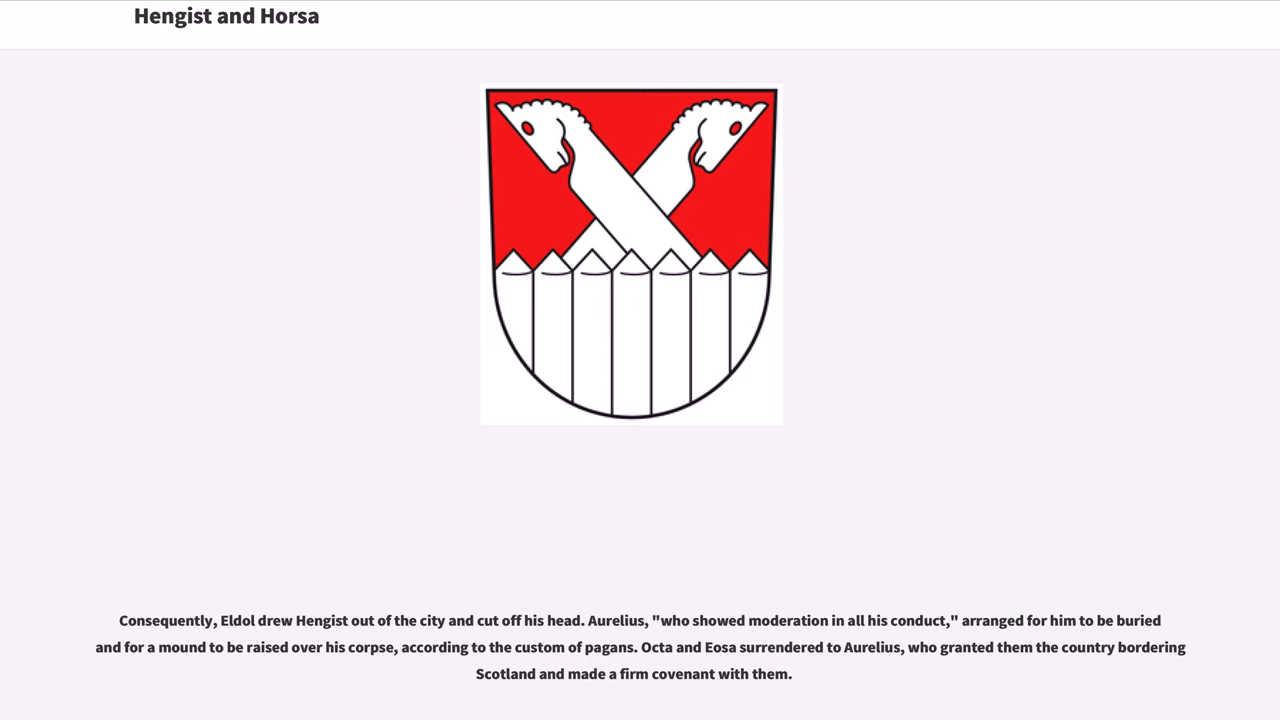 Hengist and Horsa
Consequently, Eldol drew Hengist out of the city and cut off his head. Aurelius, "who showed moderation in all his conduct," arranged for him to be buried
and for a mound to be raised over his corpse, according to the custom of pagans. Octa and Eosa surrendered to Aurelius, who granted them the country bordering
Scotland and made a firm covenant with them.